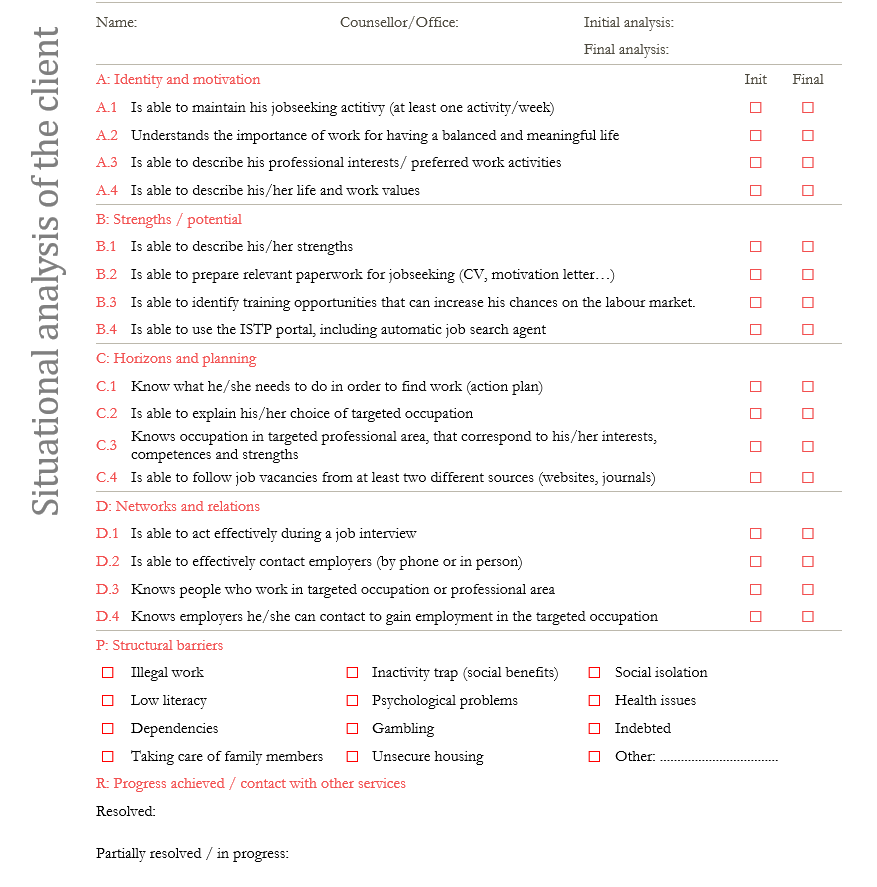 Situational analysis of the client
Name: Counsellor/Office: Initial analysis:
Final analysis:
A: Identity and motivation Init Final
A.1 Is able to maintain his jobseeking actitivy (at least one activity/week)
A.2 Understands the importance of work for having a balanced and meaningful life
A.3 Is able to describe his professional interests/ preferred work activities
A.4 Is able to describe his/her life and work values
B: Strengths / potential
B.1 Is able to describe his/her strengths
B.2 Is able to prepare relevant paperwork for jobseeking (CV, motivation letter…)
B.3 Is able to identify training opportunities that can increase his chances on the labour market.
B.4 Is able to use the ISTP portal, including automatic job search agent
C: Horizons and planning
C.1 Know what he/she needs to do in order to find work (action plan)
C.2 Is able to explain his/her choice of targeted occupation
C.3 Knows occupation in targeted professional area, that correspond to his/her interests,
competences and strengths
C.4 Is able to follow job vacancies from at least two different sources (websites, journals)
D: Networks and relations
D.1 Is able to act effectively during a job interview
D.2 Is able to effectively contact employers (by phone or in person)
D.3 Knows people who work in targeted occupation or professional area
D.4 Knows employers he/she can contact to gain employment in the targeted occupation
P: Structural barriers
Illegal work Inactivity trap (social benefits) Social isolation
Low literacy Psychological problems Health issues
Dependencies Gambling Indebted
Taking care of family members Unsecure housing Other: ..................................
R: Progress achieved / contact with other services
Resolved:
Partially resolved / in progress: